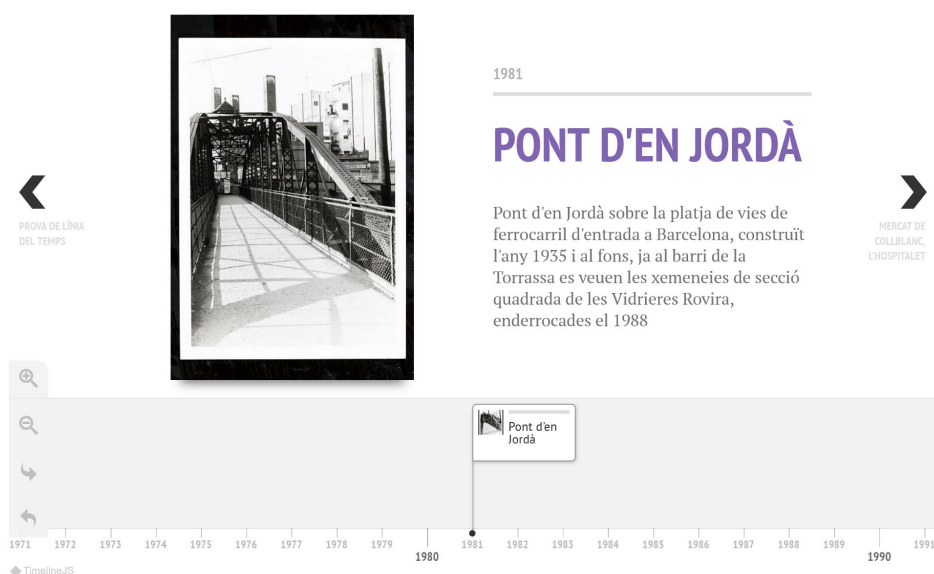 1981
PONT D'EN JORDÀ
Pont d'en Jordà sobre la platja de vies de
ferrocarril d'entrada a Barcelona, construït
l'any 1935 i al fons, ja al barri de la
Torrassa es veuen les xemeneies de secció
quadrada de les Vidrieres Rovira,
enderrocades el 1988
PROVA DE LÍNIA
DEL TEMPS
MERCAT DE
COLLBLANC,
L'HOSPITALET
Pont d'en
Jordà
1971 1972 1973 1974 1975 1976 1977 1978 1979 1980 1981 1982 1983 1984 1985 1986 1987 1988 1989 1990 1991
TimelineJS